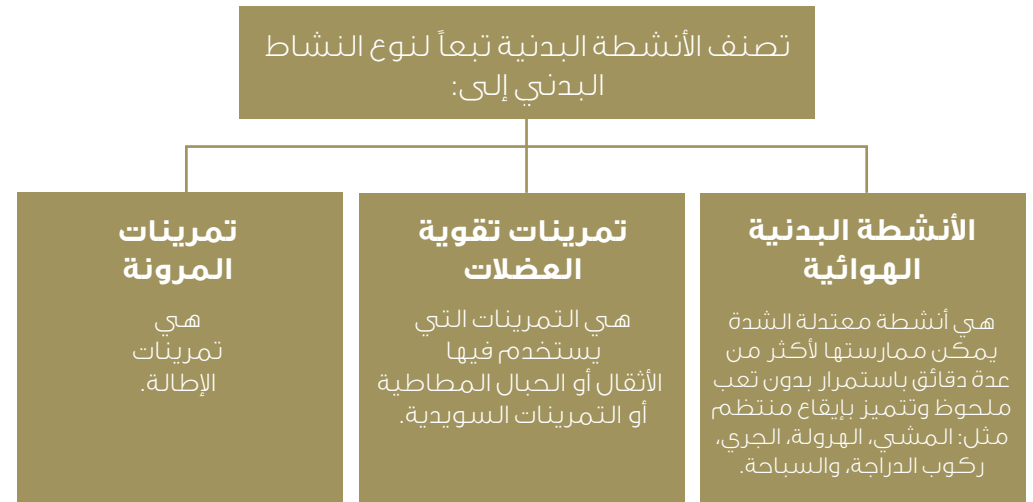 تصنف الأنشطة البدنية تبعاً لنوع النشاط
البدني إلى:
الأنشطة البدنية
الهوائية
هي أنشطة معتدلة الشدة
يمكن ممارستها لأكثر من
عدة دقائق باستمرار بدون تعب
ملحوظ وتتميز بإيقاع منتظم
مثل: المشي، الهرولة، الجري،
ركوب الدراجة، والسباحة.
تمرينات تقوية
العضلات
هي التمرينات التي
يستخدم فيها
الأثقال أو الحبال المطاطية
أو التمرينات السويدية.
تمرينات
المرونة
هي
تمرينات
الإطالة.